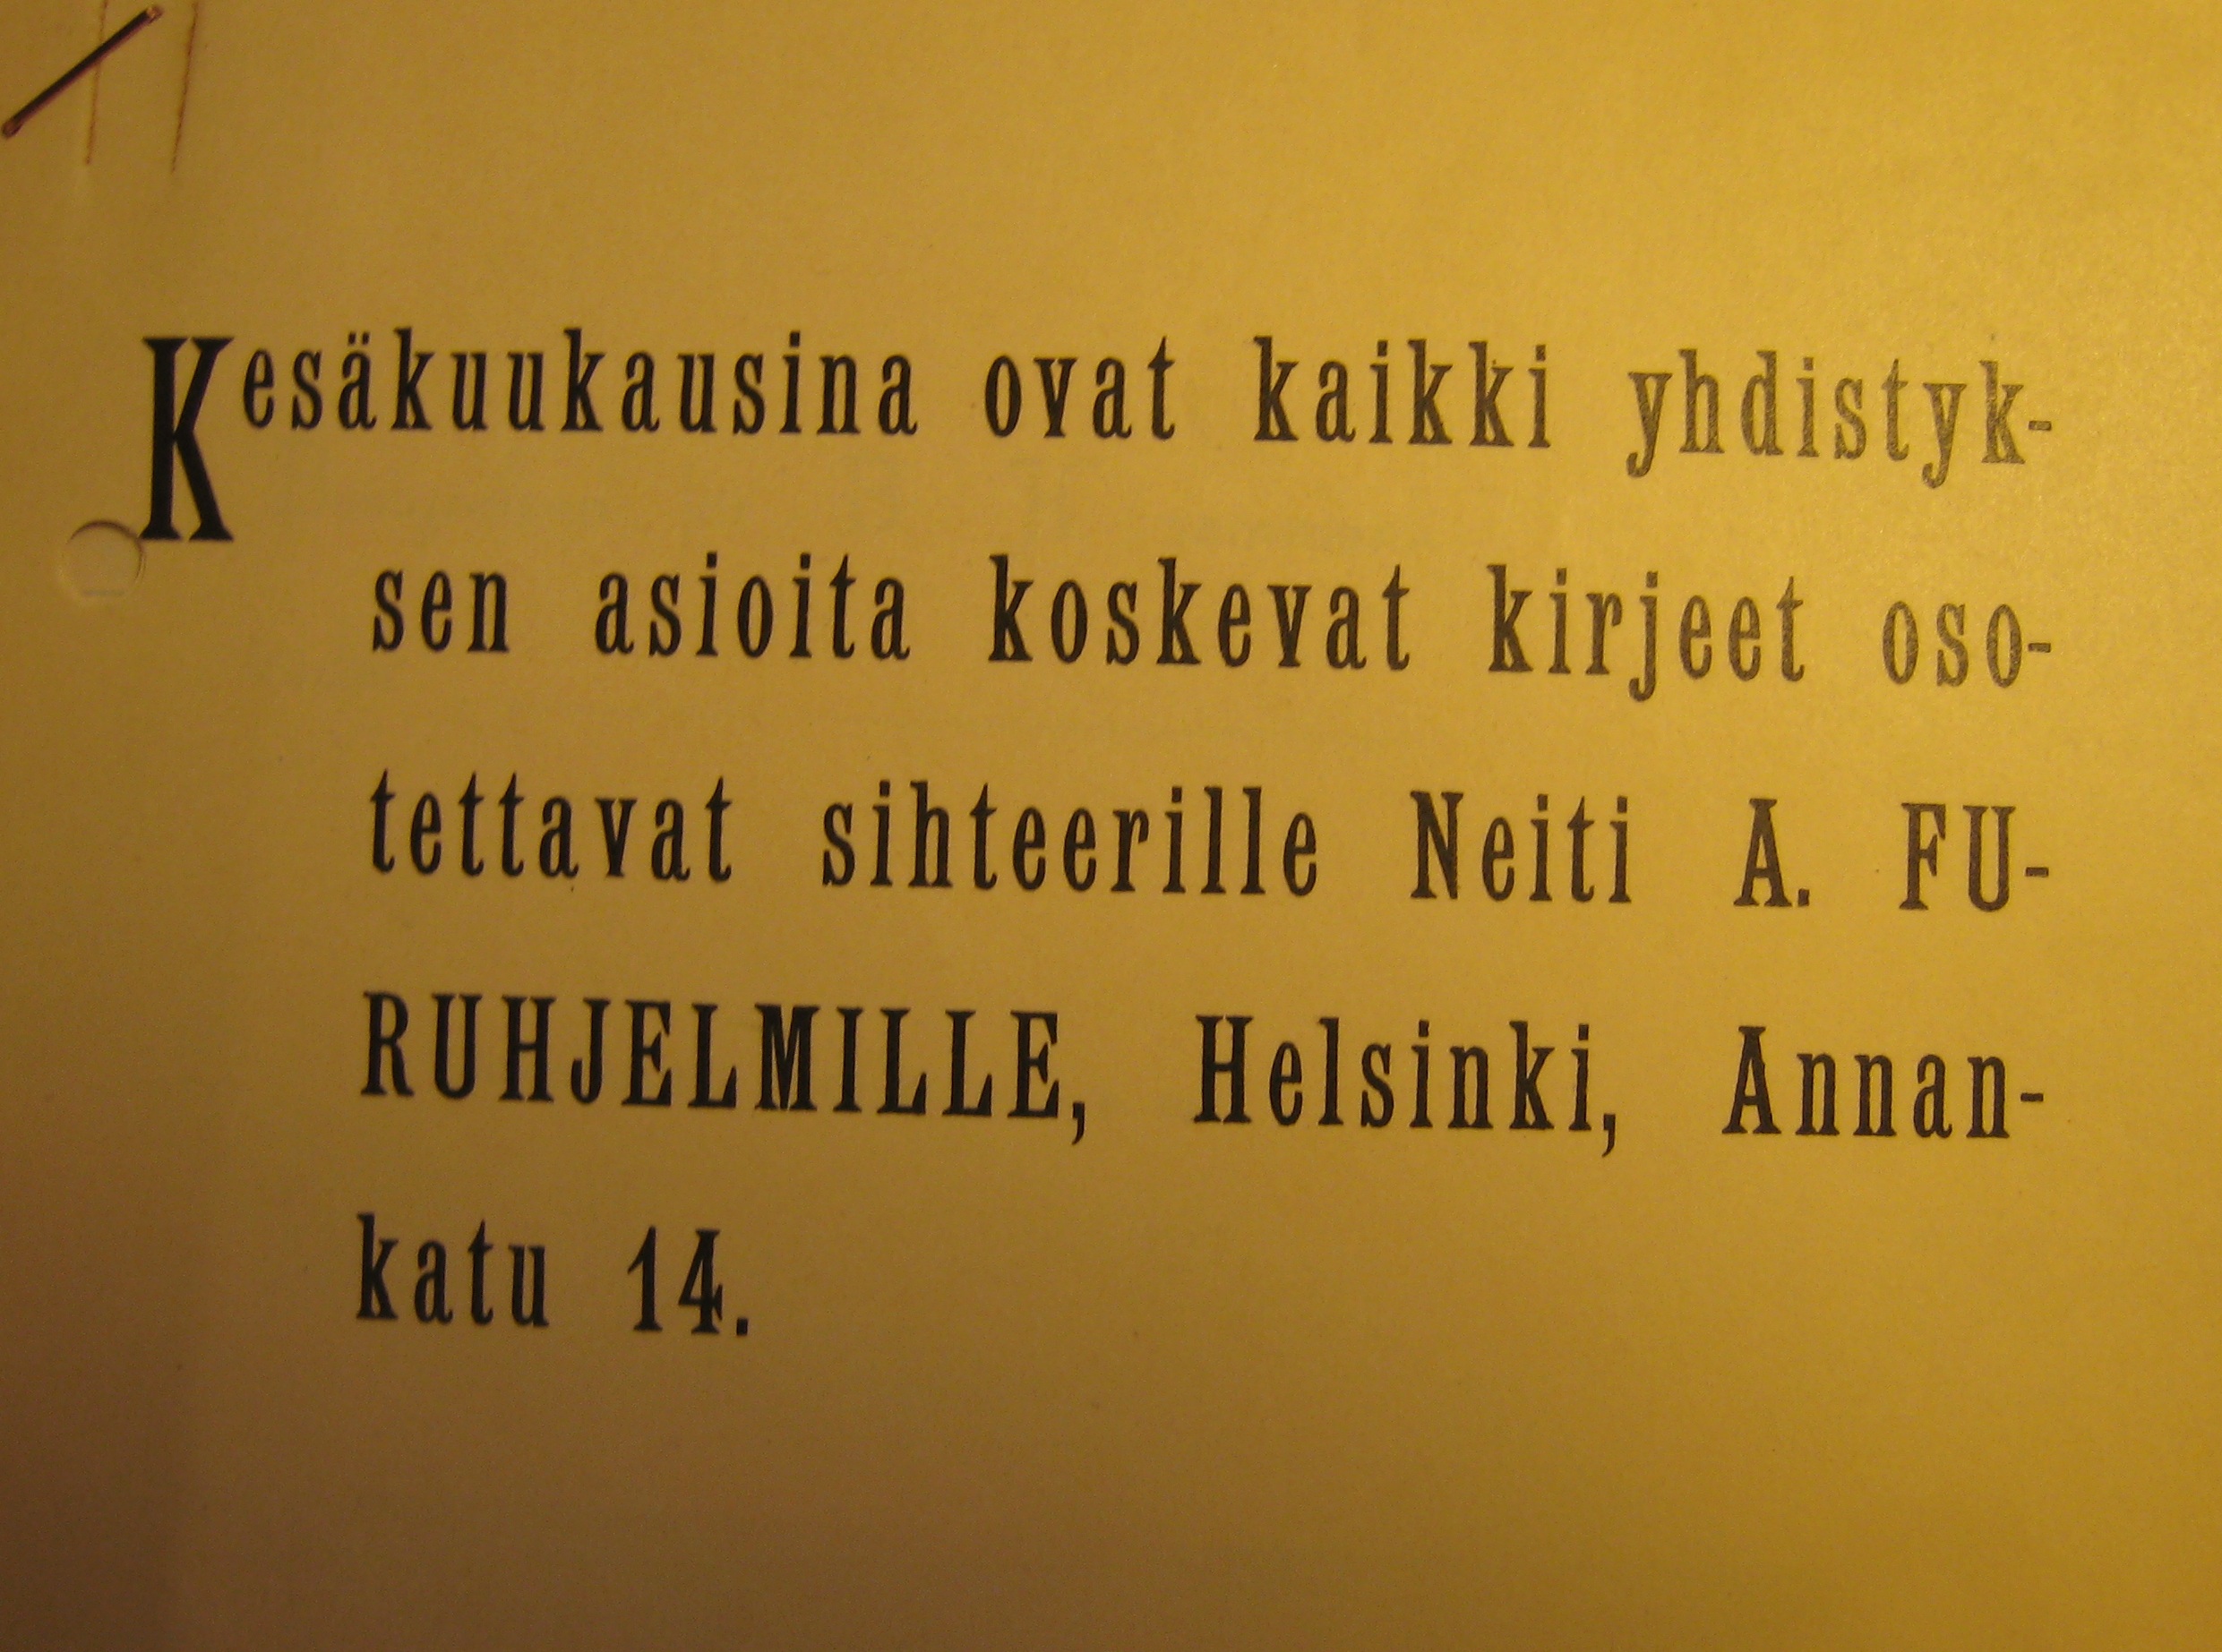 Kesäkuukausina ovat kaikki yhdistyk-
sen asioita koskevat kirjeet oso-
tettavat sihteerille Neiti A. FU-
RUHJELMILLE, Helsinki, Annan-
katu 14.